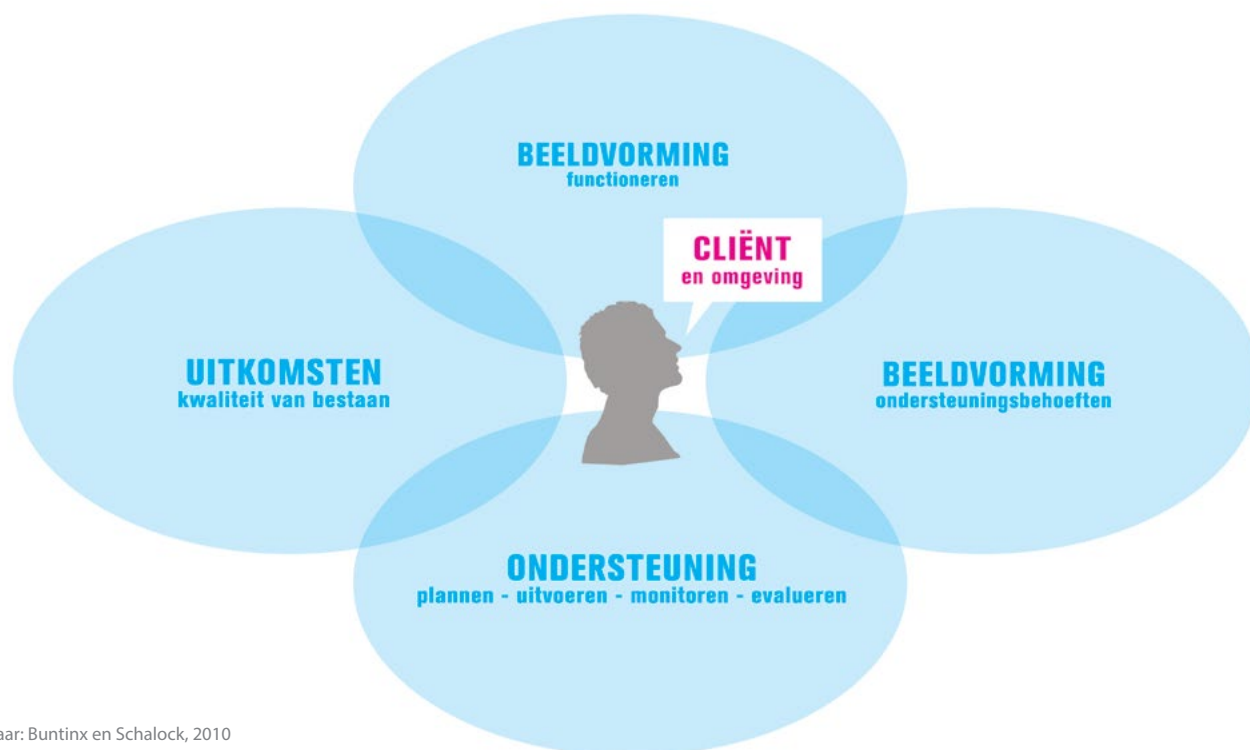 BEELDVORMING
functioneren
CLIËNT
en omgeving
UITKOMSTEN
kwaliteit van bestaan
BEELDVORMING
ondersteuningsbehoeften
ONDERSTEUNING
plannen - uitvoeren - monitoren - evalueren
aar: Buntinx en Schalock, 2010